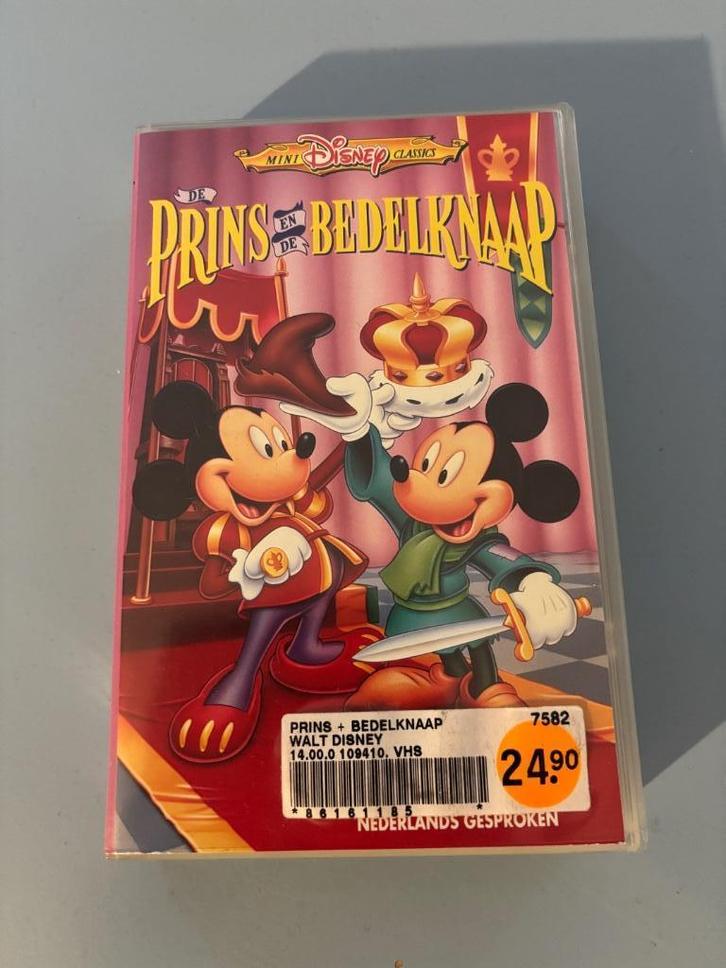 MINI Disney CLASSICS
DE
PRINS EN DE BEDELKNAAP
PRINS + BEDELKNAAP 7582
WALT DISNEY
14.00.0 109410. VHS
24.90
*86161185 *
NEDERLANDS GESPROKEN